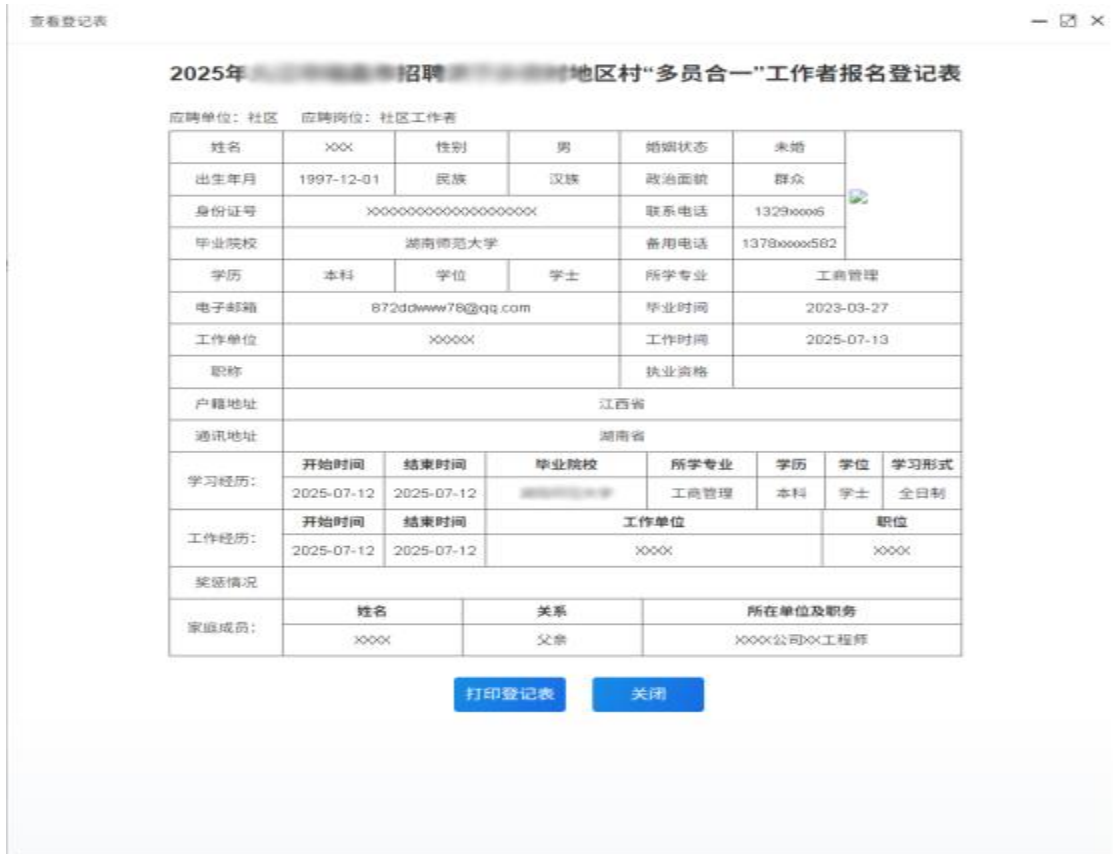 查看登记表
2025年 招聘 地区村“多员合一”工作者报名登记表
应聘单位：社区 应聘岗位：社区工作者
姓名 XXX 性别 男 婚姻状态 未婚
出生年月 1997-12-01 民族 汉族 政治面貌 群众
身份证号 XXXXXXXXXXXXXXXXXX 联系电话 1329xxxx6
毕业院校 湖南师范大学 备用电话 1378xxxxx582
学历 本科 学位 学士 所学专业 工商管理
电子邮箱 872ddwww78@qq.com 毕业时间 2023-03-27
工作单位 XXXXX 工作时间 2025-07-13
职称 执业资格
户籍地址 江西省
通讯地址 湖南省
学习经历：
开始时间 结束时间 毕业院校 所学专业 学历 学位 学习形式
2025-07-12 2025-07-12 工商管理 本科 学士 全日制
工作经历：
开始时间 结束时间 工作单位 职位
2025-07-12 2025-07-12 XXXX XXXX
奖惩情况
家庭成员：
姓名 关系 所在单位及职务
XXXX 父亲 XXXX公司XX工程师
打印登记表 关闭